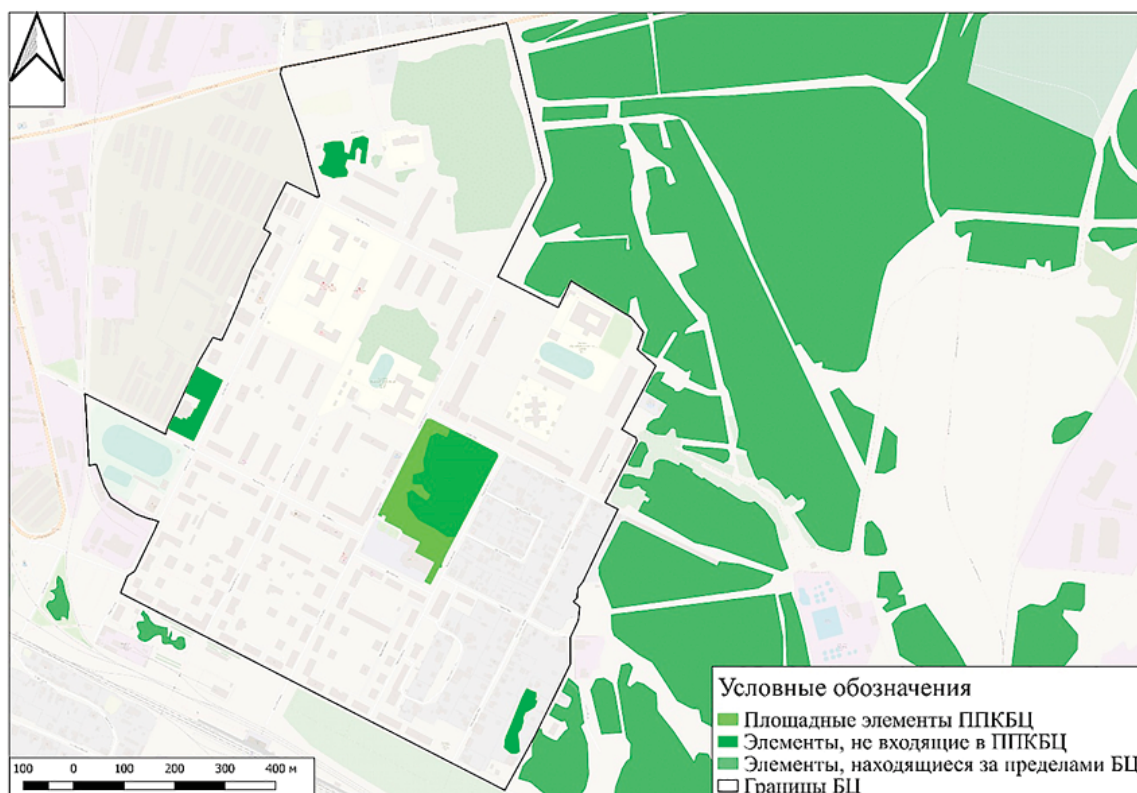 Условные обозначения
Площадные элементы ППКБЦ
Элементы, не входящие в ППКБЦ
Элементы, находящиеся за пределами БЦ
Границы БЦ
100 0 100 200 300 400 м